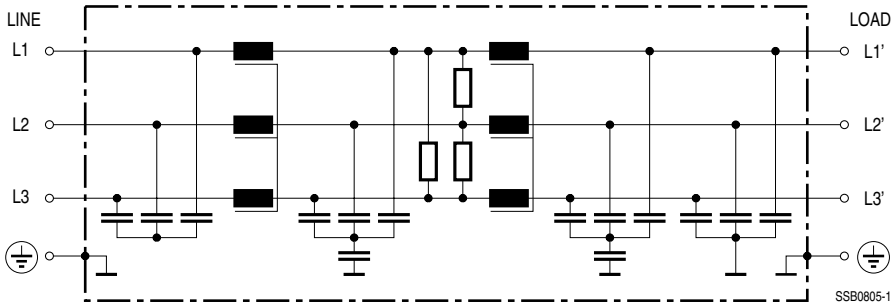 LINE
LOAD
L1
L1'
L2
L2'
L3
L3'
SSB0805-1